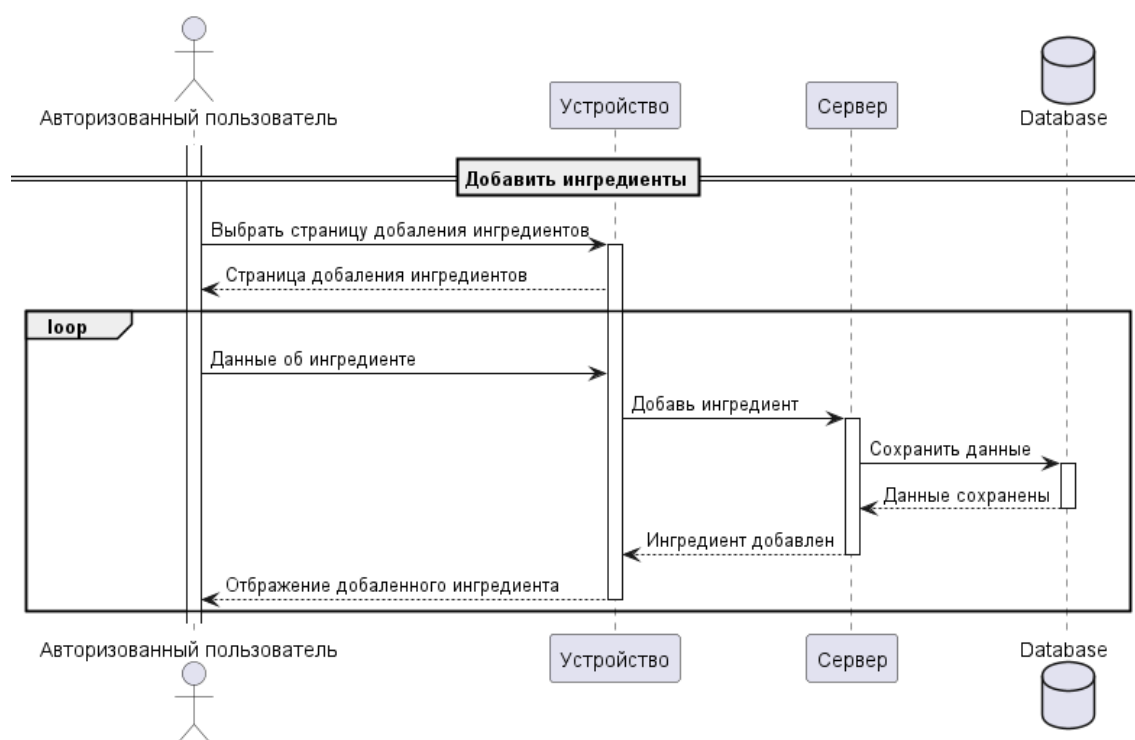 Авторизованный пользователь
Устройство
Сервер
Database
Добавить ингредиенты
Выбрать страницу добаления ингредиентов
Страница добаления ингредиентов
loop
Данные об ингредиенте
Добавь ингредиент
Сохранить данные
Данные сохранены
Ингредиент добавлен
Отбражение добаленного ингредиента
Авторизованный пользователь
Устройство
Сервер
Database